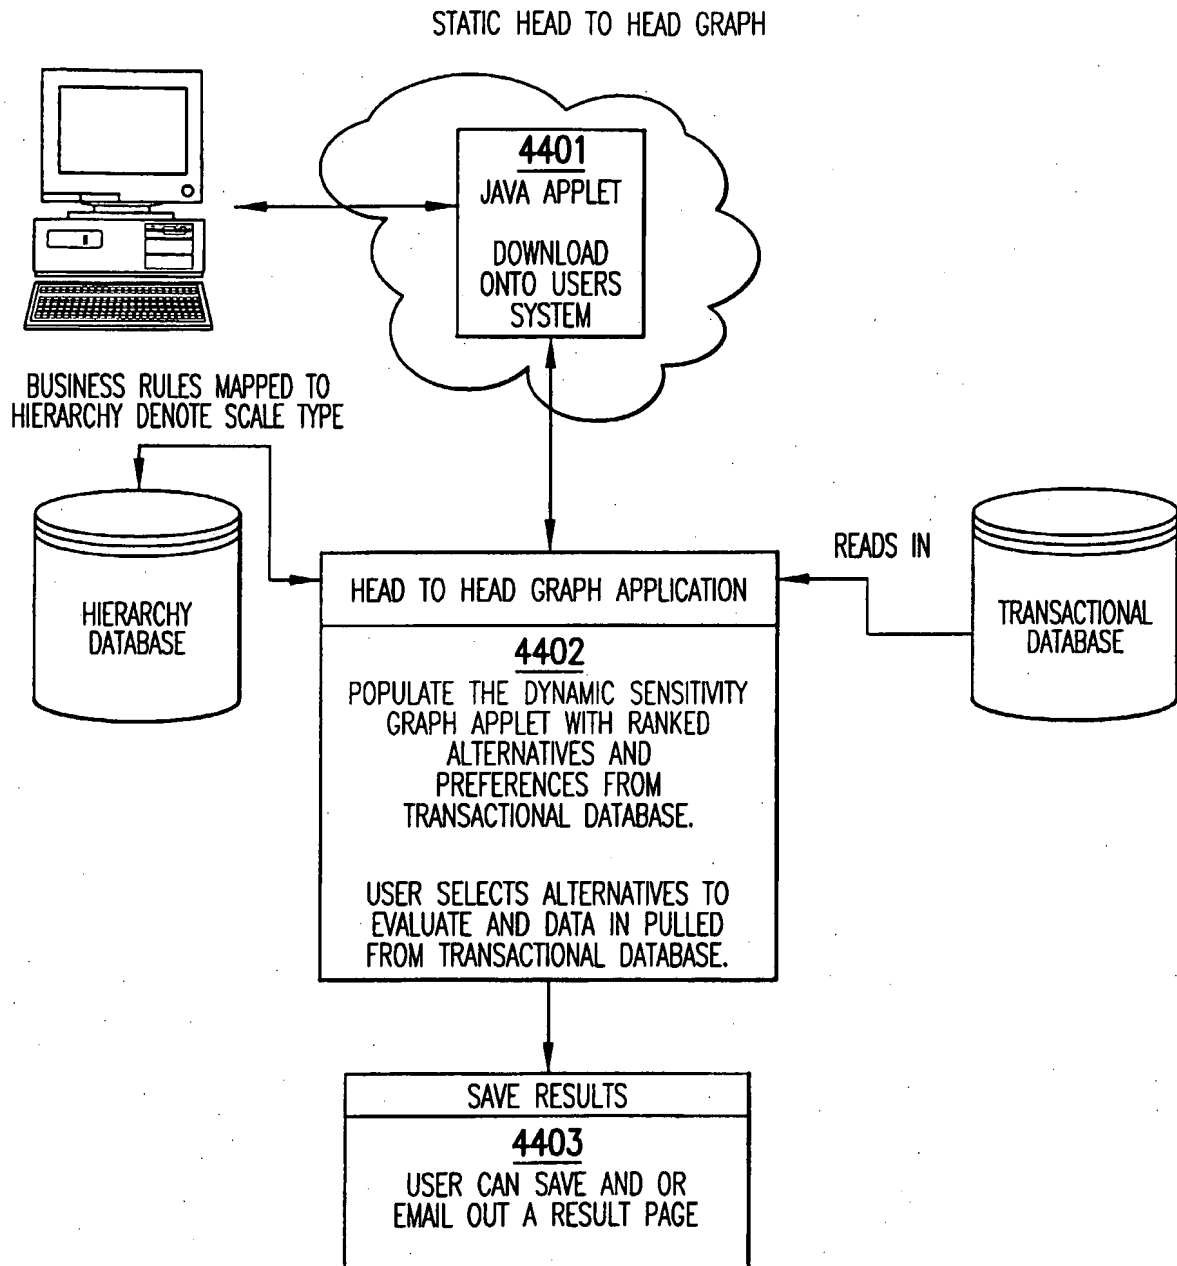 STATIC HEAD TO HEAD GRAPH
4401
JAVA APPLET
DOWNLOAD
ONTO USERS
SYSTEM
BUSINESS RULES MAPPED TO
HIERARCHY DENOTE SCALE TYPE
HIERARCHY
DATABASE
READS IN
TRANSACTIONAL
DATABASE
HEAD TO HEAD GRAPH APPLICATION
4402
POPULATE THE DYNAMIC SENSITIVITY
GRAPH APPLET WITH RANKED
ALTERNATIVES AND
PREFERENCES FROM
TRANSACTIONAL DATABASE.
USER SELECTS ALTERNATIVES TO
EVALUATE AND DATA IN PULLED
FROM TRANSACTIONAL DATABASE.
SAVE RESULTS
4403
USER CAN SAVE AND OR
EMAIL OUT A RESULT PAGE